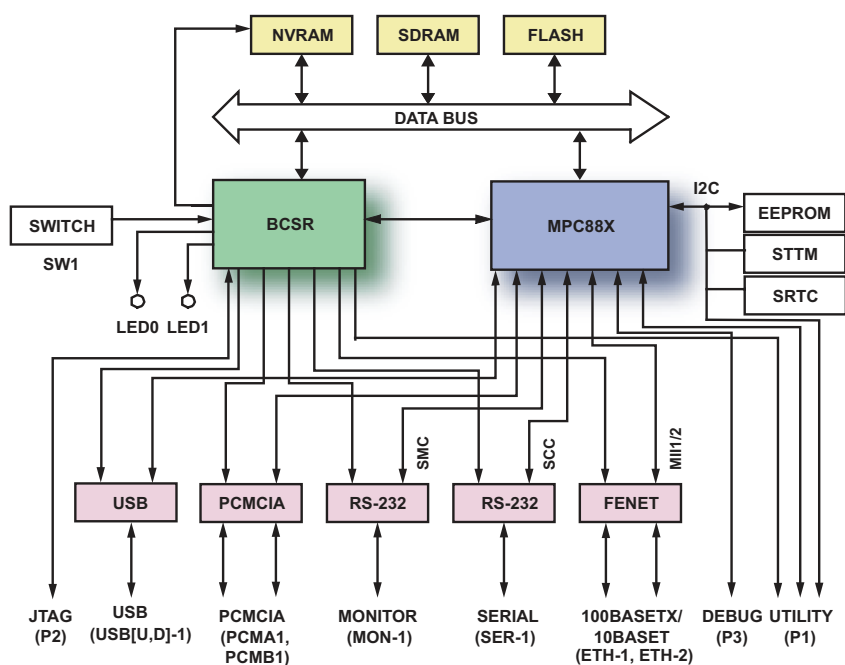 NVRAM
SDRAM
FLASH
DATA BUS
I2C
SWITCH
BCSR
MPC88X
EEPROM
SW1
STTM
SRTC
LED0
LED1
SMC
SCC
MII1/2
USB
PCMCIA
RS-232
RS-232
FENET
JTAG
(P2)
USB
(USB[U,D]-1)
PCMCIA
(PCMA1,
PCMB1)
MONITOR
(MON-1)
SERIAL
(SER-1)
100BASETX/
10BASET
(ETH-1, ETH-2)
DEBUG
(P3)
UTILITY
(P1)